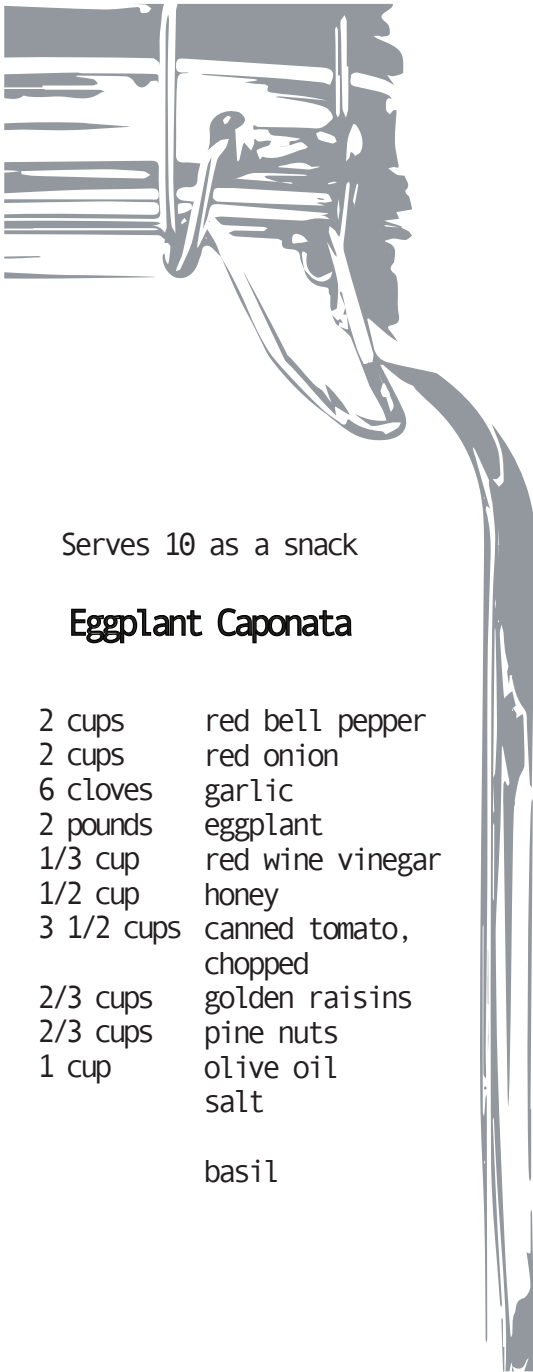 Serves 10 as a snack
Eggplant Caponata
2 cups red bell pepper
2 cups red onion
6 cloves garlic
2 pounds eggplant
1/3 cup red wine vinegar
1/2 cup honey
3 1/2 cups canned tomato,
chopped
2/3 cups golden raisins
2/3 cups pine nuts
1 cup olive oil
salt
basil